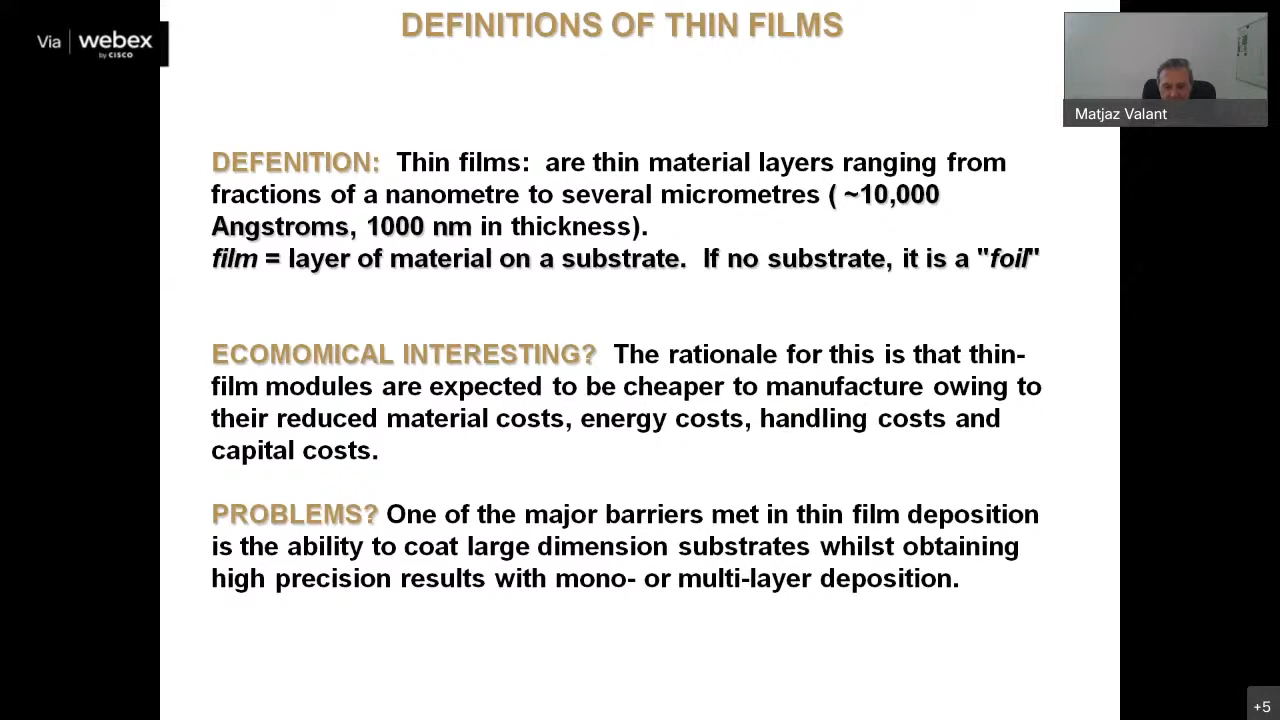 DEFINITIONS OF THIN FILMS
Via webex
by CISCO
Matjaz Valant
DEFENITION: Thin films: are thin material layers ranging from
fractions of a nanometre to several micrometres ( ~10,000
Angstroms, 1000 nm in thickness).
film = layer of material on a substrate. If no substrate, it is a "foil"
ECOMOMICAL INTERESTING? The rationale for this is that thin-
film modules are expected to be cheaper to manufacture owing to
their reduced material costs, energy costs, handling costs and
capital costs.
PROBLEMS? One of the major barriers met in thin film deposition
is the ability to coat large dimension substrates whilst obtaining
high precision results with mono- or multi-layer deposition.
+5